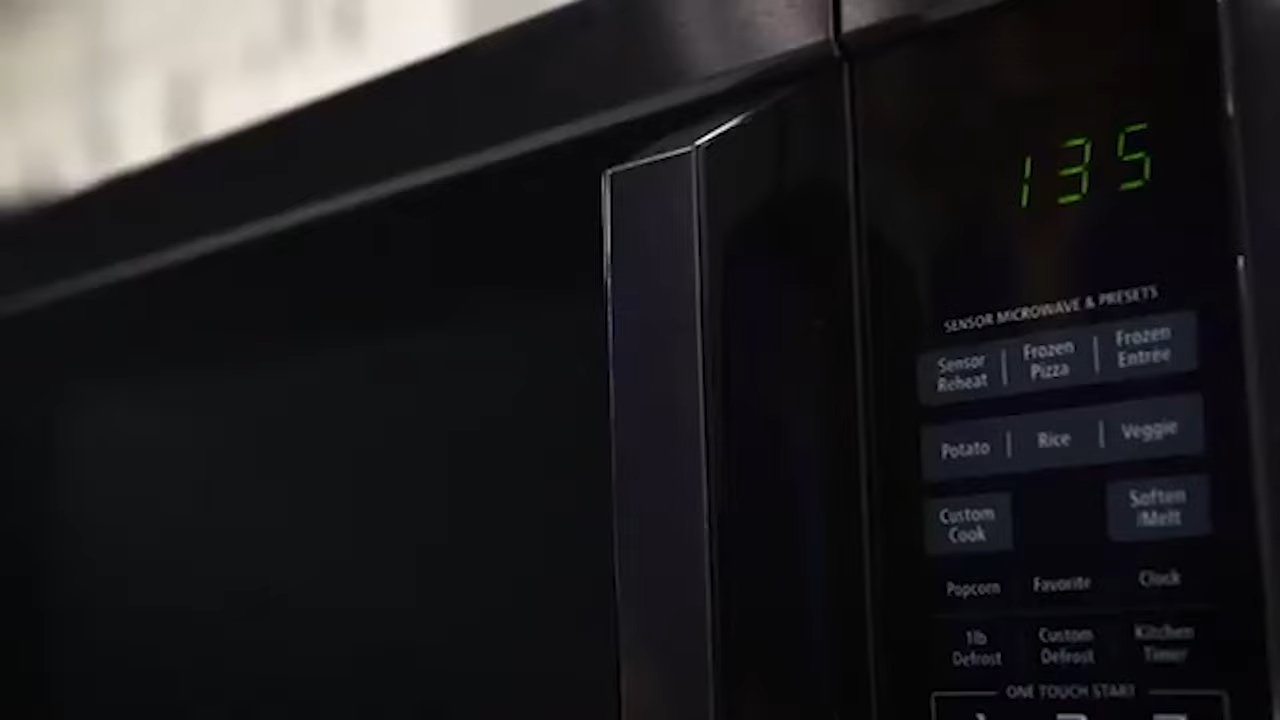 135
SENSOR MICROWAVE & PRESETS
Sensor Reheat | Frozen Pizza | Frozen Entrée
Potato | Rice | Veggie
Custom Cook Soften /Melt
Popcorn Favorite Clock
1lb Defrost Custom Defrost Kitchen Timer
ONE TOUCH START